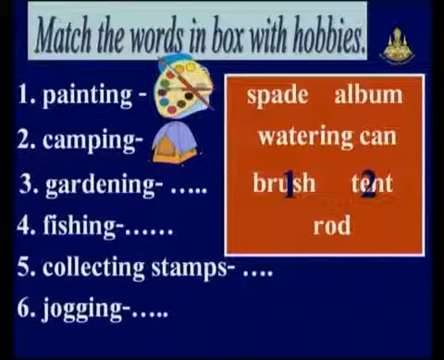 Match the words in box with hobbies.
1. painting -
2. camping-
3. gardening- .....
4. fishing-......
5. collecting stamps- ....
6. jogging-.....
spade album
watering can
brush tent
1 2
rod